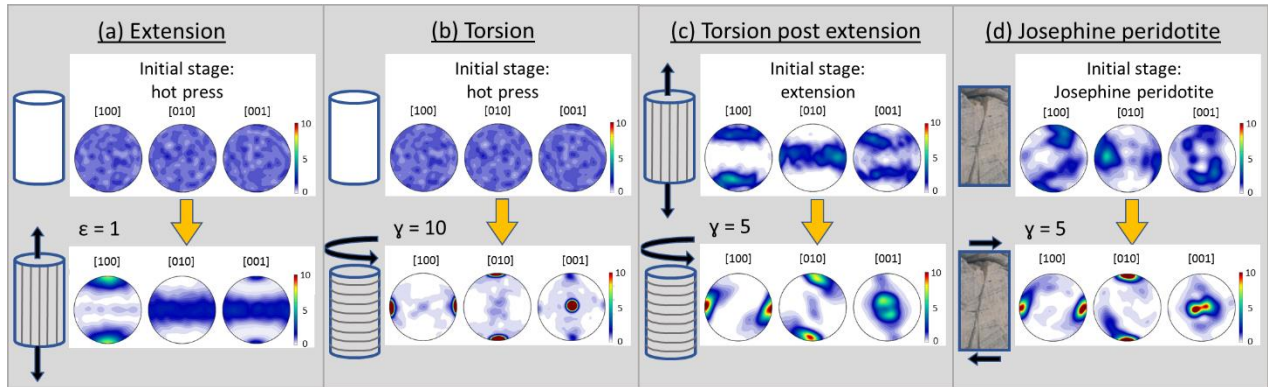 (a) Extension
Initial stage:
hot press
[100] [010] [001]
10
5
0
ε = 1
[100] [010] [001]
10
5
0
(b) Torsion
Initial stage:
hot press
[100] [010] [001]
10
5
0
ɣ = 10
[100] [010] [001]
10
5
0
(c) Torsion post extension
Initial stage:
extension
[100] [010] [001]
10
5
0
ɣ = 5
[100] [010] [001]
10
5
0
(d) Josephine peridotite
Initial stage:
Josephine peridotite
[100] [010] [001]
10
5
0
ɣ = 5
[100] [010] [001]
10
5
0